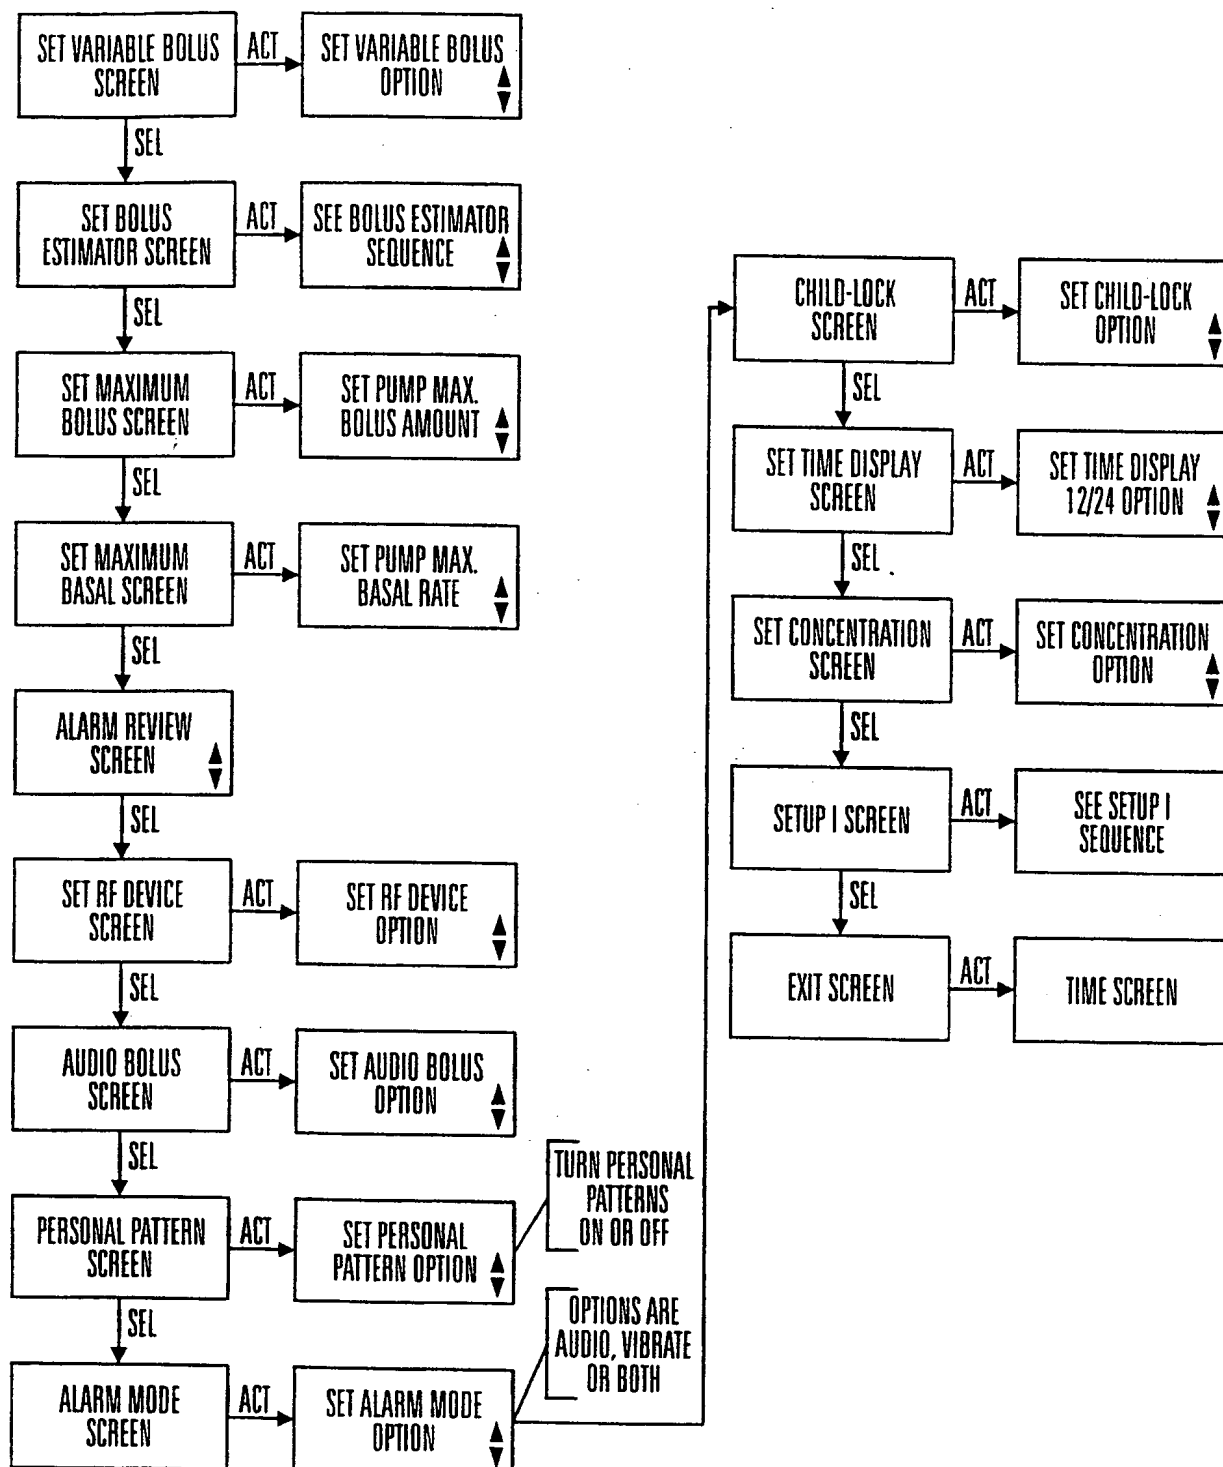 SET VARIABLE BOLUS
SCREEN
ACT
SET VARIABLE BOLUS
OPTION
SEL
SET BOLUS
ESTIMATOR SCREEN
ACT
SEE BOLUS ESTIMATOR
SEQUENCE
SEL
SET MAXIMUM
BOLUS SCREEN
ACT
SET PUMP MAX.
BOLUS AMOUNT
SEL
SET MAXIMUM
BASAL SCREEN
ACT
SET PUMP MAX.
BASAL RATE
SEL
ALARM REVIEW
SCREEN
SEL
SET RF DEVICE
SCREEN
ACT
SET RF DEVICE
OPTION
SEL
AUDIO BOLUS
SCREEN
ACT
SET AUDIO BOLUS
OPTION
SEL
PERSONAL PATTERN
SCREEN
ACT
SET PERSONAL
PATTERN OPTION
TURN PERSONAL
PATTERNS
ON OR OFF
SEL
ALARM MODE
SCREEN
ACT
SET ALARM MODE
OPTION
OPTIONS ARE
AUDIO, VIBRATE
OR BOTH
CHILD-LOCK
SCREEN
ACT
SET CHILD-LOCK
OPTION
SEL
SET TIME DISPLAY
SCREEN
ACT
SET TIME DISPLAY
12/24 OPTION
SEL
SET CONCENTRATION
SCREEN
ACT
SET CONCENTRATION
OPTION
SEL
SETUP I SCREEN
ACT
SEE SETUP I
SEQUENCE
SEL
EXIT SCREEN
ACT
TIME SCREEN